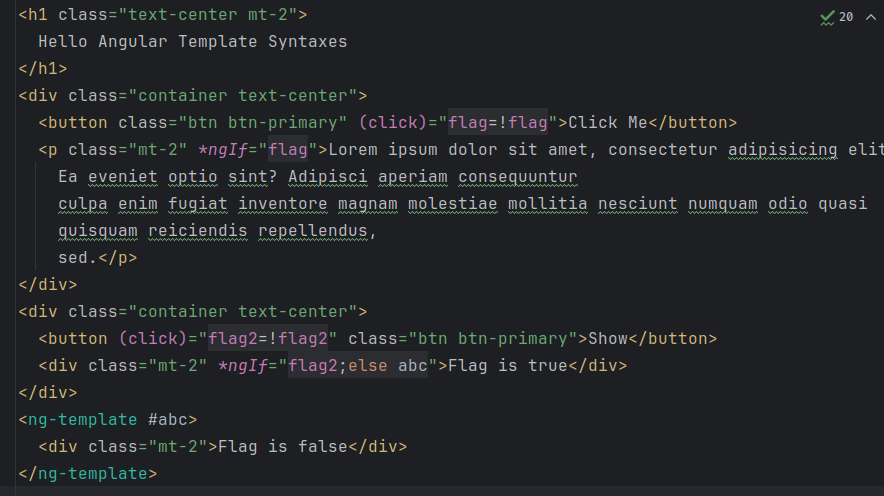 <h1 class="text-center mt-2">
20
  Hello Angular Template Syntaxes
</h1>
<div class="container text-center">
  <button class="btn btn-primary" (click)="flag=!flag">Click Me</button>
  <p class="mt-2" *ngIf="flag">Lorem ipsum dolor sit amet, consectetur adipisicing elit
    Ea eveniet optio sint? Adipisci aperiam consequuntur
    culpa enim fugiat inventore magnam molestiae mollitia nesciunt numquam odio quasi
    quisquam reiciendis repellendus,
    sed.</p>
</div>
<div class="container text-center">
  <button (click)="flag2=!flag2" class="btn btn-primary">Show</button>
  <div class="mt-2" *ngIf="flag2;else abc">Flag is true</div>
</div>
<ng-template #abc>
  <div class="mt-2">Flag is false</div>
</ng-template>